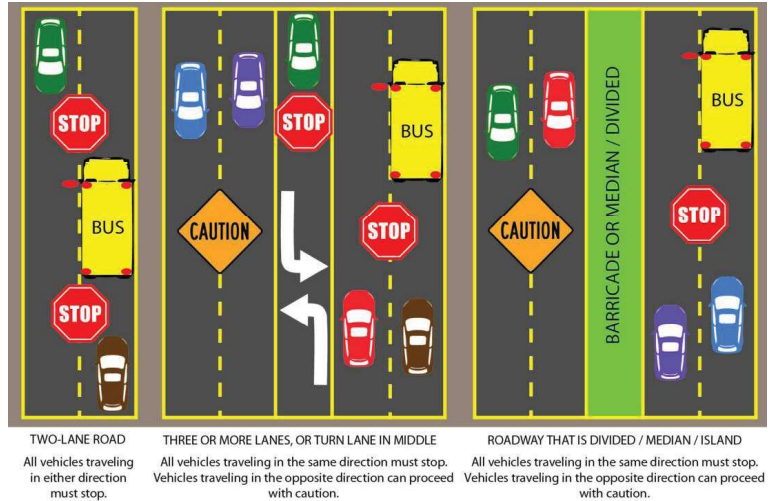 STOP
BUS
STOP
TWO-LANE ROAD
All vehicles traveling
in either direction
must stop.
STOP
BUS
CAUTION
STOP
THREE OR MORE LANES, OR TURN LANE IN MIDDLE
All vehicles traveling in the same direction must stop.
Vehicles traveling in the opposite direction can proceed
with caution.
BUS
CAUTION
BARRICADE OR MEDIAN / DIVIDED
STOP
ROADWAY THAT IS DIVIDED / MEDIAN / ISLAND
All vehicles traveling in the same direction must stop.
Vehicles traveling in the opposite direction can proceed
with caution.